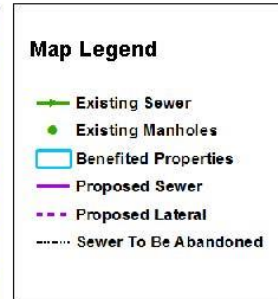 Map Legend
Existing Sewer
Existing Manholes
Benefited Properties
Proposed Sewer
Proposed Lateral
Sewer To Be Abandoned